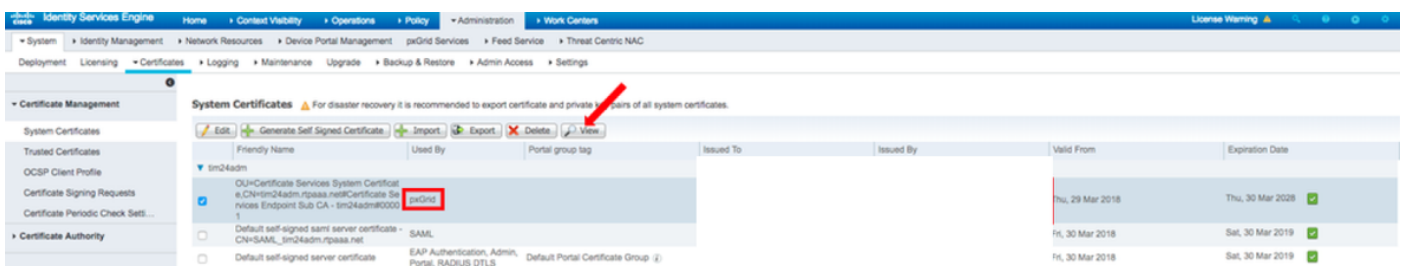 cisco Identity Services Engine Home Context Visibility Operations Policy Administration Work Centers License Warning
System Identity Management Network Resources Device Portal Management pxGrid Services Feed Service Threat Centric NAC
Deployment Licensing Certificates Logging Maintenance Upgrade Backup & Restore Admin Access Settings
Certificate Management
System Certificates
Trusted Certificates
OCSP Client Profile
Certificate Signing Requests
Certificate Periodic Check Setti...
Certificate Authority
System Certificates For disaster recovery it is recommended to export certificate and private key pairs of all system certificates.
Edit Generate Self Signed Certificate Import Export Delete View
Friendly Name Used By Portal group tag Issued To Issued By Valid From Expiration Date
tim24adm
OU=Certificate Services System Certificat
e,CN=tim24adm.rtpaaa.net#Certificate Se
rvices Endpoint Sub CA - tim24adm#0000
1
pxGrid
Thu, 29 Mar 2018
Thu, 30 Mar 2028
Default self-signed saml server certificate -
CN=SAML_tim24adm.rtpaaa.net
SAML
Fri, 30 Mar 2018
Sat, 30 Mar 2019
Default self-signed server certificate
EAP Authentication, Admin,
Portal, RADIUS DTLS
Default Portal Certificate Group
Fri, 30 Mar 2018
Sat, 30 Mar 2019